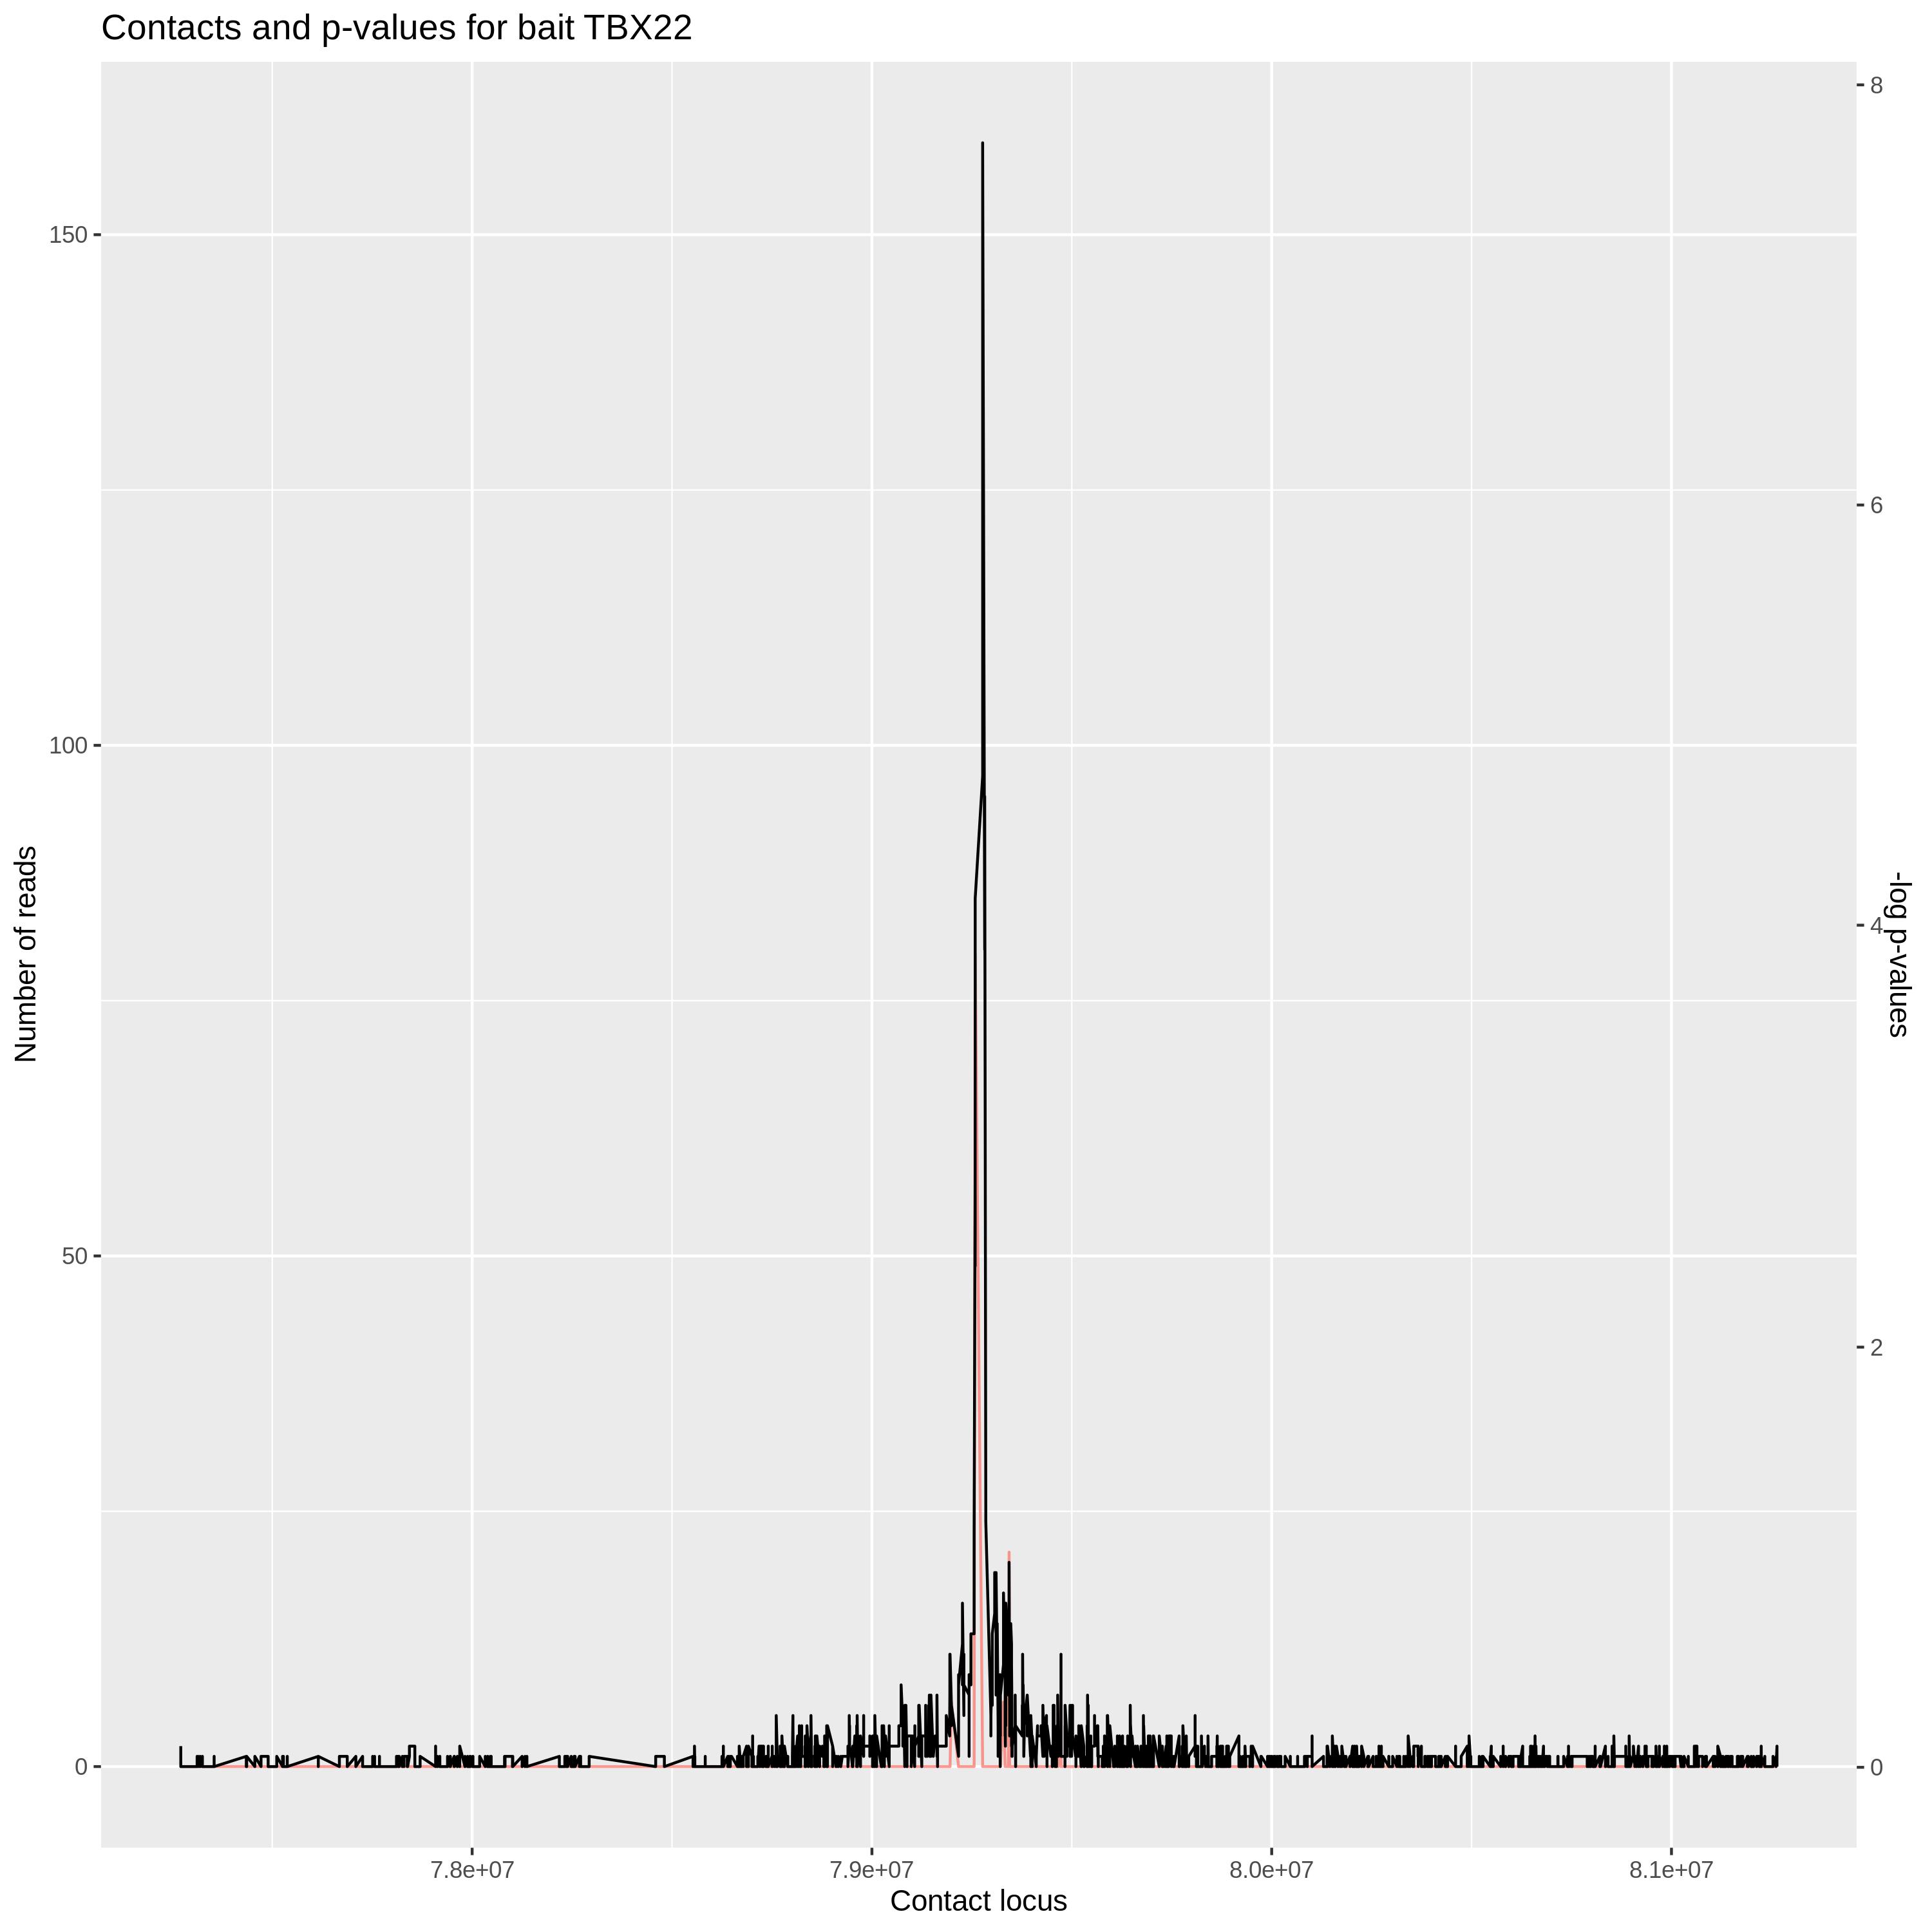 Contacts and p-values for bait TBX22
150
100
50
0
Number of reads
8
6
4
2
0
-log p-values
7.8e+07
7.9e+07
8.0e+07
8.1e+07
Contact locus